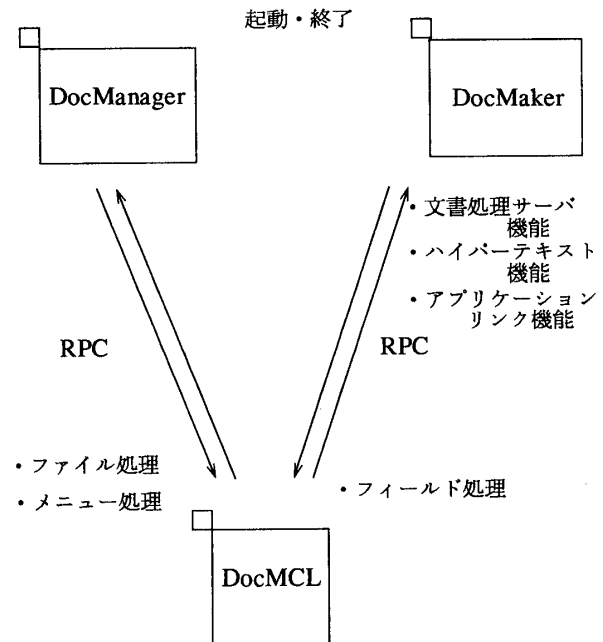 起動・終了
DocManager
DocMaker
・文書処理サーバ
機能
・ハイパーテキスト
機能
・アプリケーション
リンク機能
RPC
RPC
・ファイル処理
・メニュー処理
・フィールド処理
DocMCL